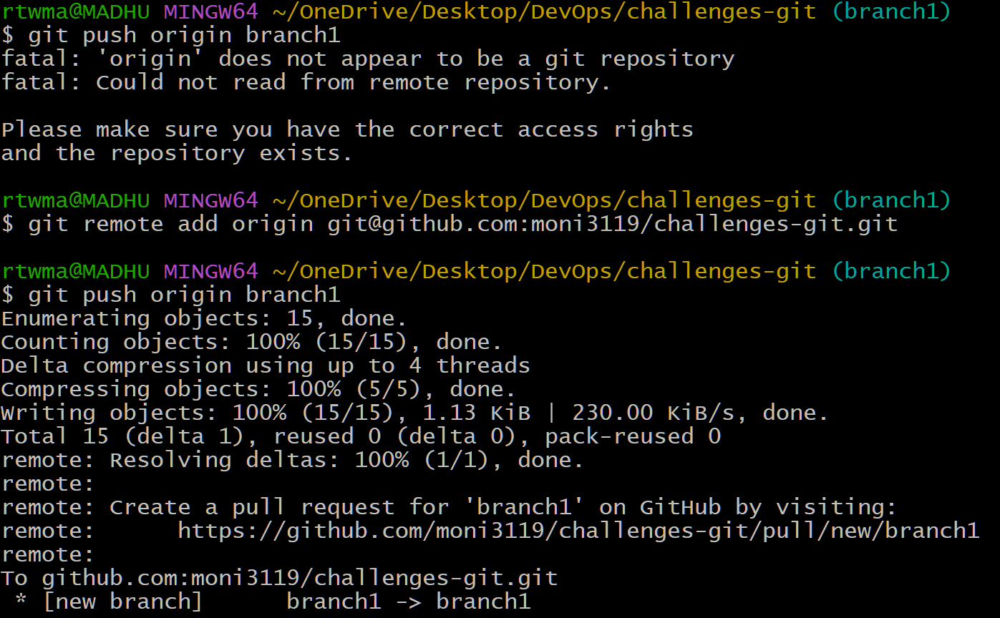 rtwma@MADHU MINGW64 ~/OneDrive/Desktop/DevOps/challenges-git (branch1)
$ git push origin branch1
fatal: 'origin' does not appear to be a git repository
fatal: Could not read from remote repository.

Please make sure you have the correct access rights
and the repository exists.

rtwma@MADHU MINGW64 ~/OneDrive/Desktop/DevOps/challenges-git (branch1)
$ git remote add origin git@github.com:moni3119/challenges-git.git

rtwma@MADHU MINGW64 ~/OneDrive/Desktop/DevOps/challenges-git (branch1)
$ git push origin branch1
Enumerating objects: 15, done.
Counting objects: 100% (15/15), done.
Delta compression using up to 4 threads
Compressing objects: 100% (5/5), done.
Writing objects: 100% (15/15), 1.13 KiB | 230.00 KiB/s, done.
Total 15 (delta 1), reused 0 (delta 0), pack-reused 0
remote: Resolving deltas: 100% (1/1), done.
remote:
remote: Create a pull request for 'branch1' on GitHub by visiting:
remote:      https://github.com/moni3119/challenges-git/pull/new/branch1
remote:
To github.com:moni3119/challenges-git.git
 * [new branch]      branch1 -> branch1